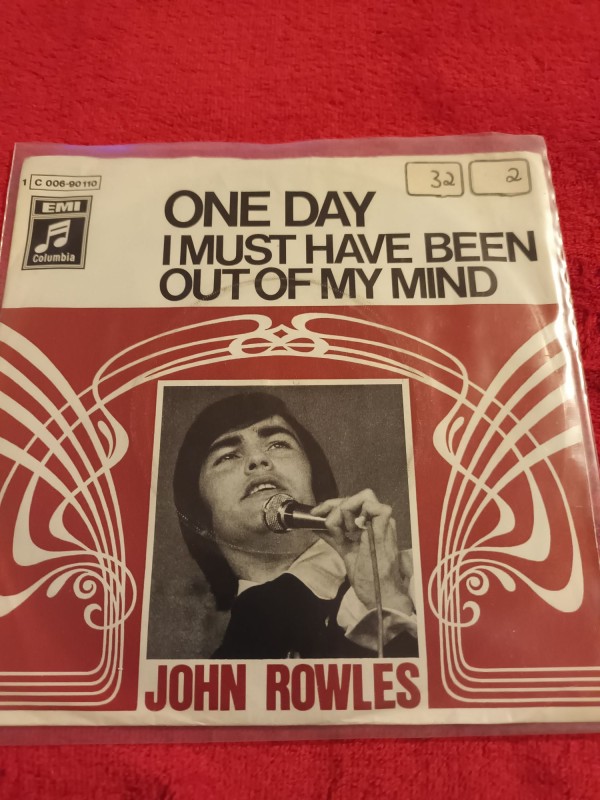 1 C 006-90110
32
2
EMI
Columbia
ONE DAY
I MUST HAVE BEEN
OUT OF MY MIND
JOHN ROWLES